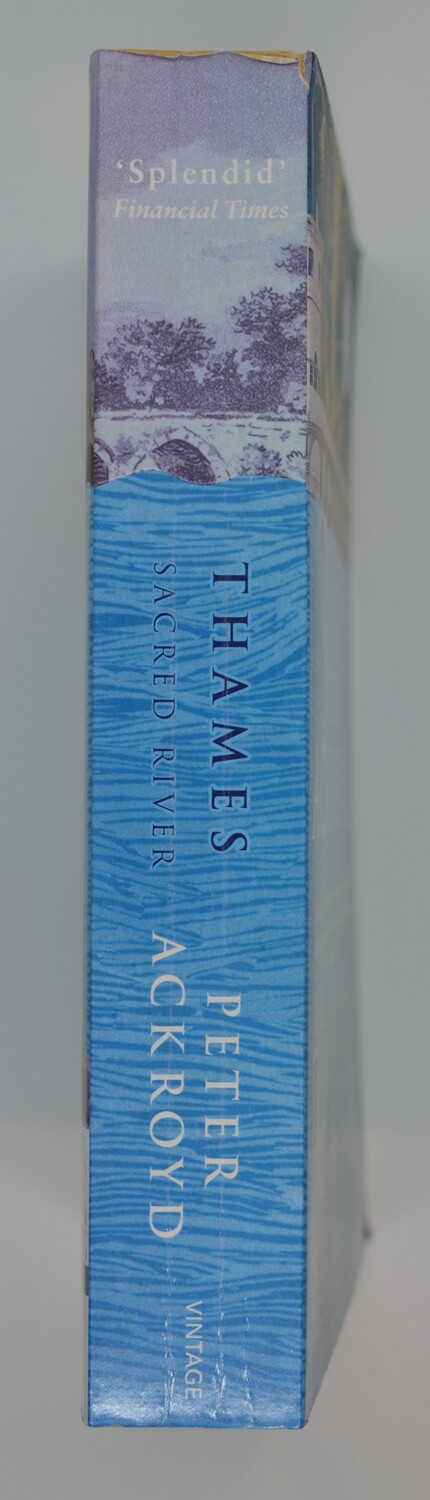 ‘Splendid’
Financial Times
THAMES
SACRED RIVER
PETER
ACKROYD
VINTAGE